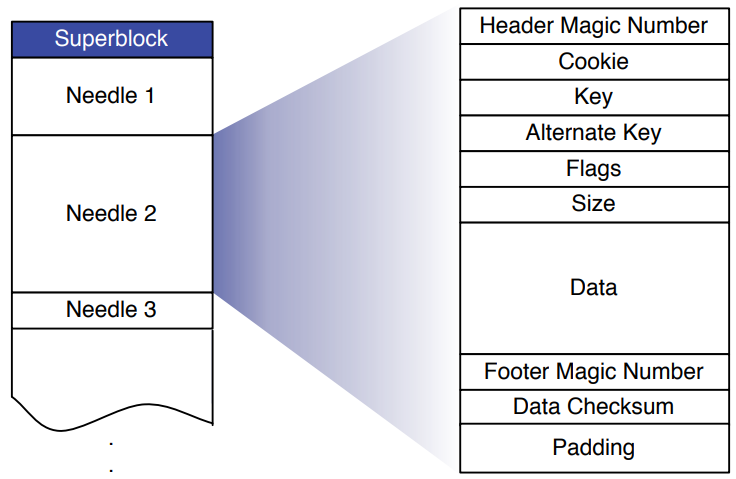 Superblock
Needle 1
Needle 2
Needle 3
.
.
Header Magic Number
Cookie
Key
Alternate Key
Flags
Size
Data
Footer Magic Number
Data Checksum
Padding